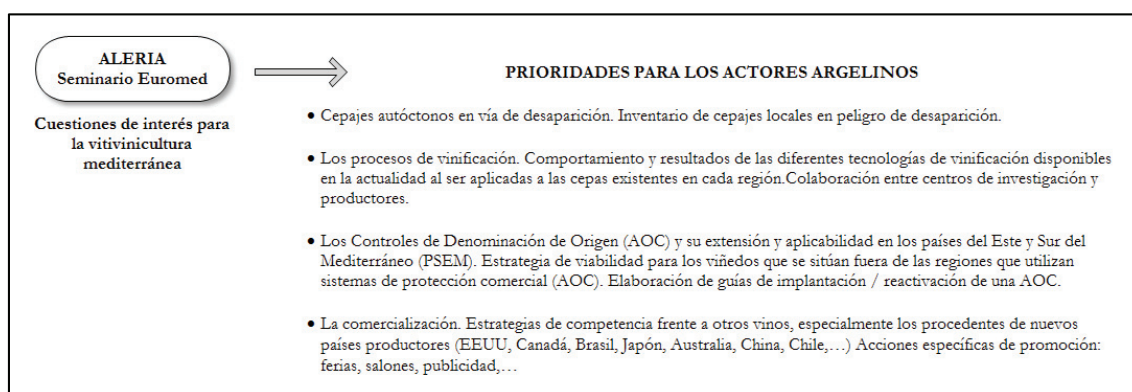 ALERIA
Seminario Euromed
Cuestiones de interés para
la vitivinicultura
mediterránea
PRIORIDADES PARA LOS ACTORES ARGELINOS
• Cepajes autóctonos en vía de desaparición. Inventario de cepajes locales en peligro de desaparición.
• Los procesos de vinificación. Comportamiento y resultados de las diferentes tecnologías de vinificación disponibles
en la actualidad al ser aplicadas a las cepas existentes en cada región.Colaboración entre centros de investigación y
productores.
• Los Controles de Denominación de Origen (AOC) y su extensión y aplicabilidad en los países del Este y Sur del
Mediterráneo (PSEM). Estrategia de viabilidad para los viñedos que se sitúan fuera de las regiones que utilizan
sistemas de protección comercial (AOC). Elaboración de guías de implantación / reactivación de una AOC.
• La comercialización. Estrategias de competencia frente a otros vinos, especialmente los procedentes de nuevos
países productores (EEUU, Canadá, Brasil, Japón, Australia, China, Chile,…) Acciones específicas de promoción:
ferias, salones, publicidad,…